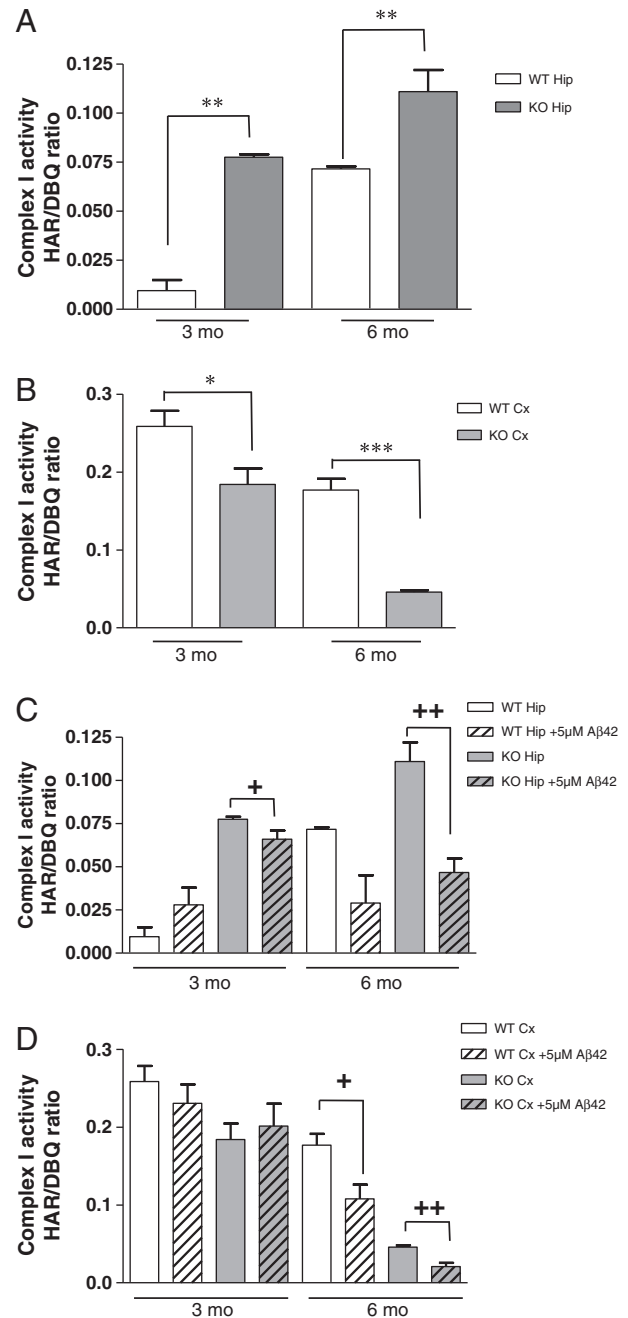 A
Complex I activity
HAR/DBQ ratio
0.125
0.100
0.075
0.050
0.025
0.000
**
**
3 mo
6 mo
WT Hip
KO Hip
B
Complex I activity
HAR/DBQ ratio
0.3
0.2
0.1
0.0
*
***
3 mo
6 mo
WT Cx
KO Cx
C
Complex I activity
HAR/DBQ ratio
0.125
0.100
0.075
0.050
0.025
0.000
+
++
3 mo
6 mo
WT Hip
WT Hip +5µM Aβ42
KO Hip
KO Hip +5µM Aβ42
D
Complex I activity
HAR/DBQ ratio
0.3
0.2
0.1
0.0
+
++
3 mo
6 mo
WT Cx
WT Cx +5µM Aβ42
KO Cx
KO Cx +5µM Aβ42